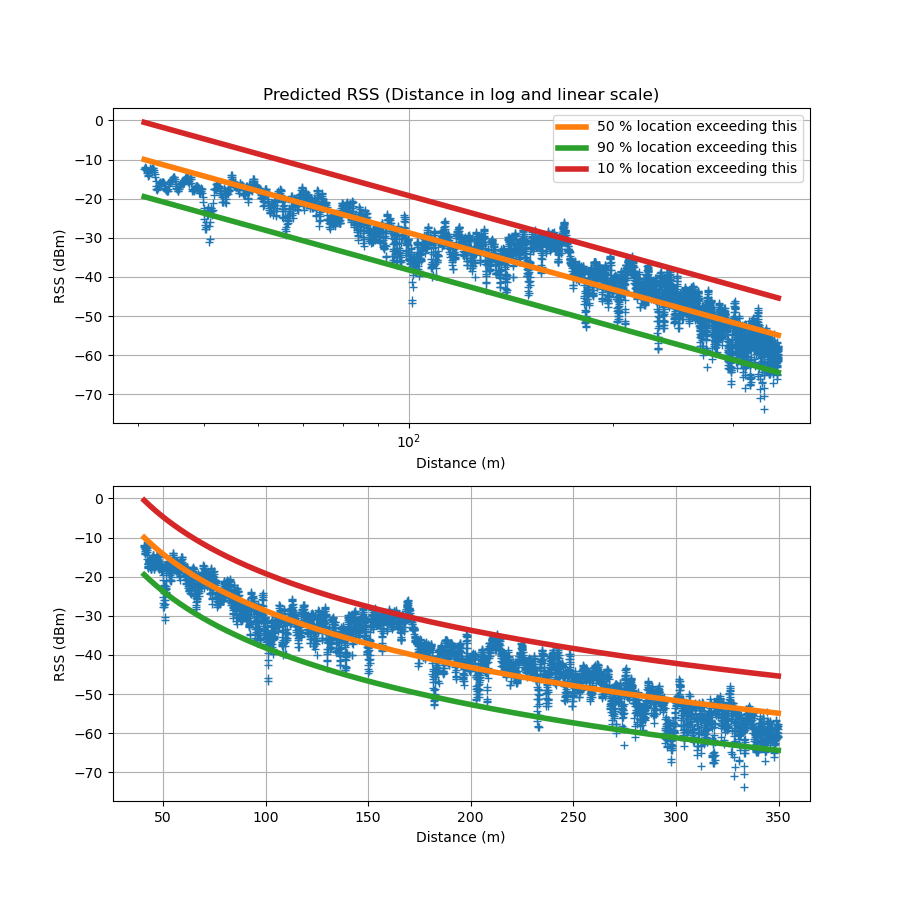 Predicted RSS (Distance in log and linear scale)
0
−10
−20
−30
−40
−50
−60
−70
RSS (dBm)
50 % location exceeding this
90 % location exceeding this
10 % location exceeding this
10²
Distance (m)
0
−10
−20
−30
−40
−50
−60
−70
RSS (dBm)
50 100 150 200 250 300 350
Distance (m)